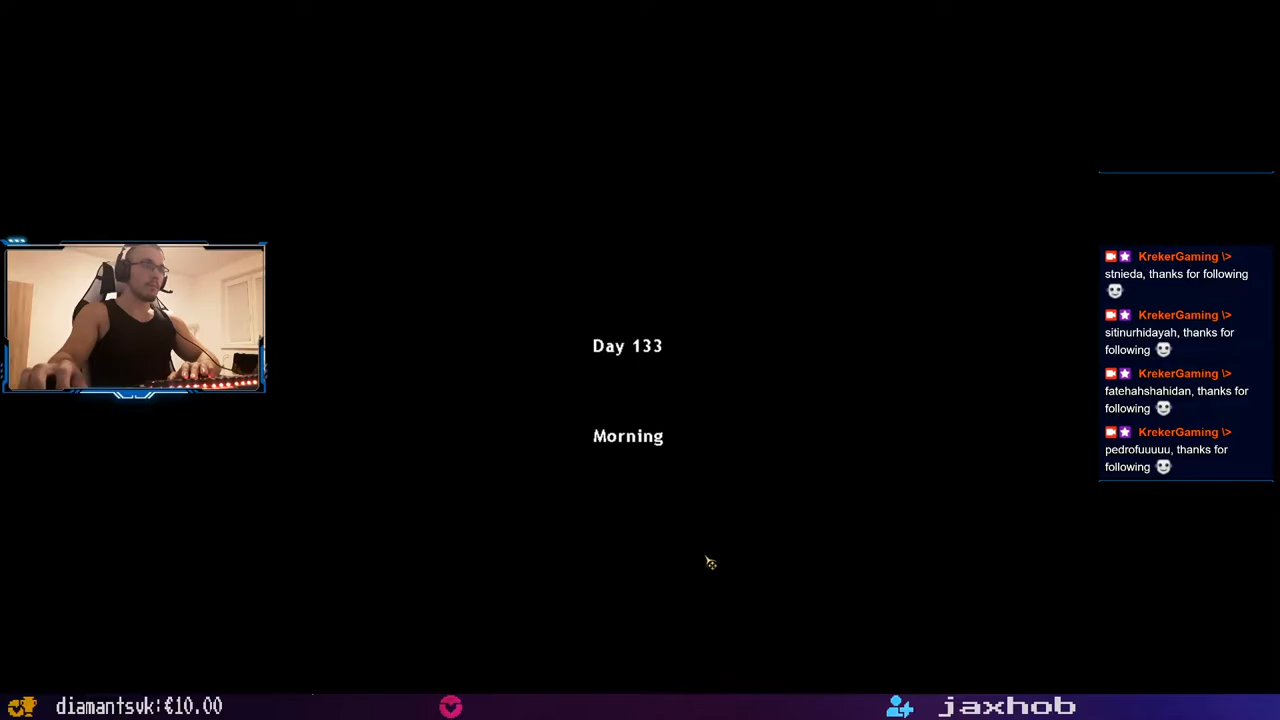 Day 133
Morning
KrekerGaming \>
stnieda, thanks for following
KrekerGaming \>
sitinurhidayah, thanks for
following
KrekerGaming \>
fatehahshahidan, thanks for
following
KrekerGaming \>
pedrofuuuuu, thanks for
following
diamantsvk:€10.00
jaxhob